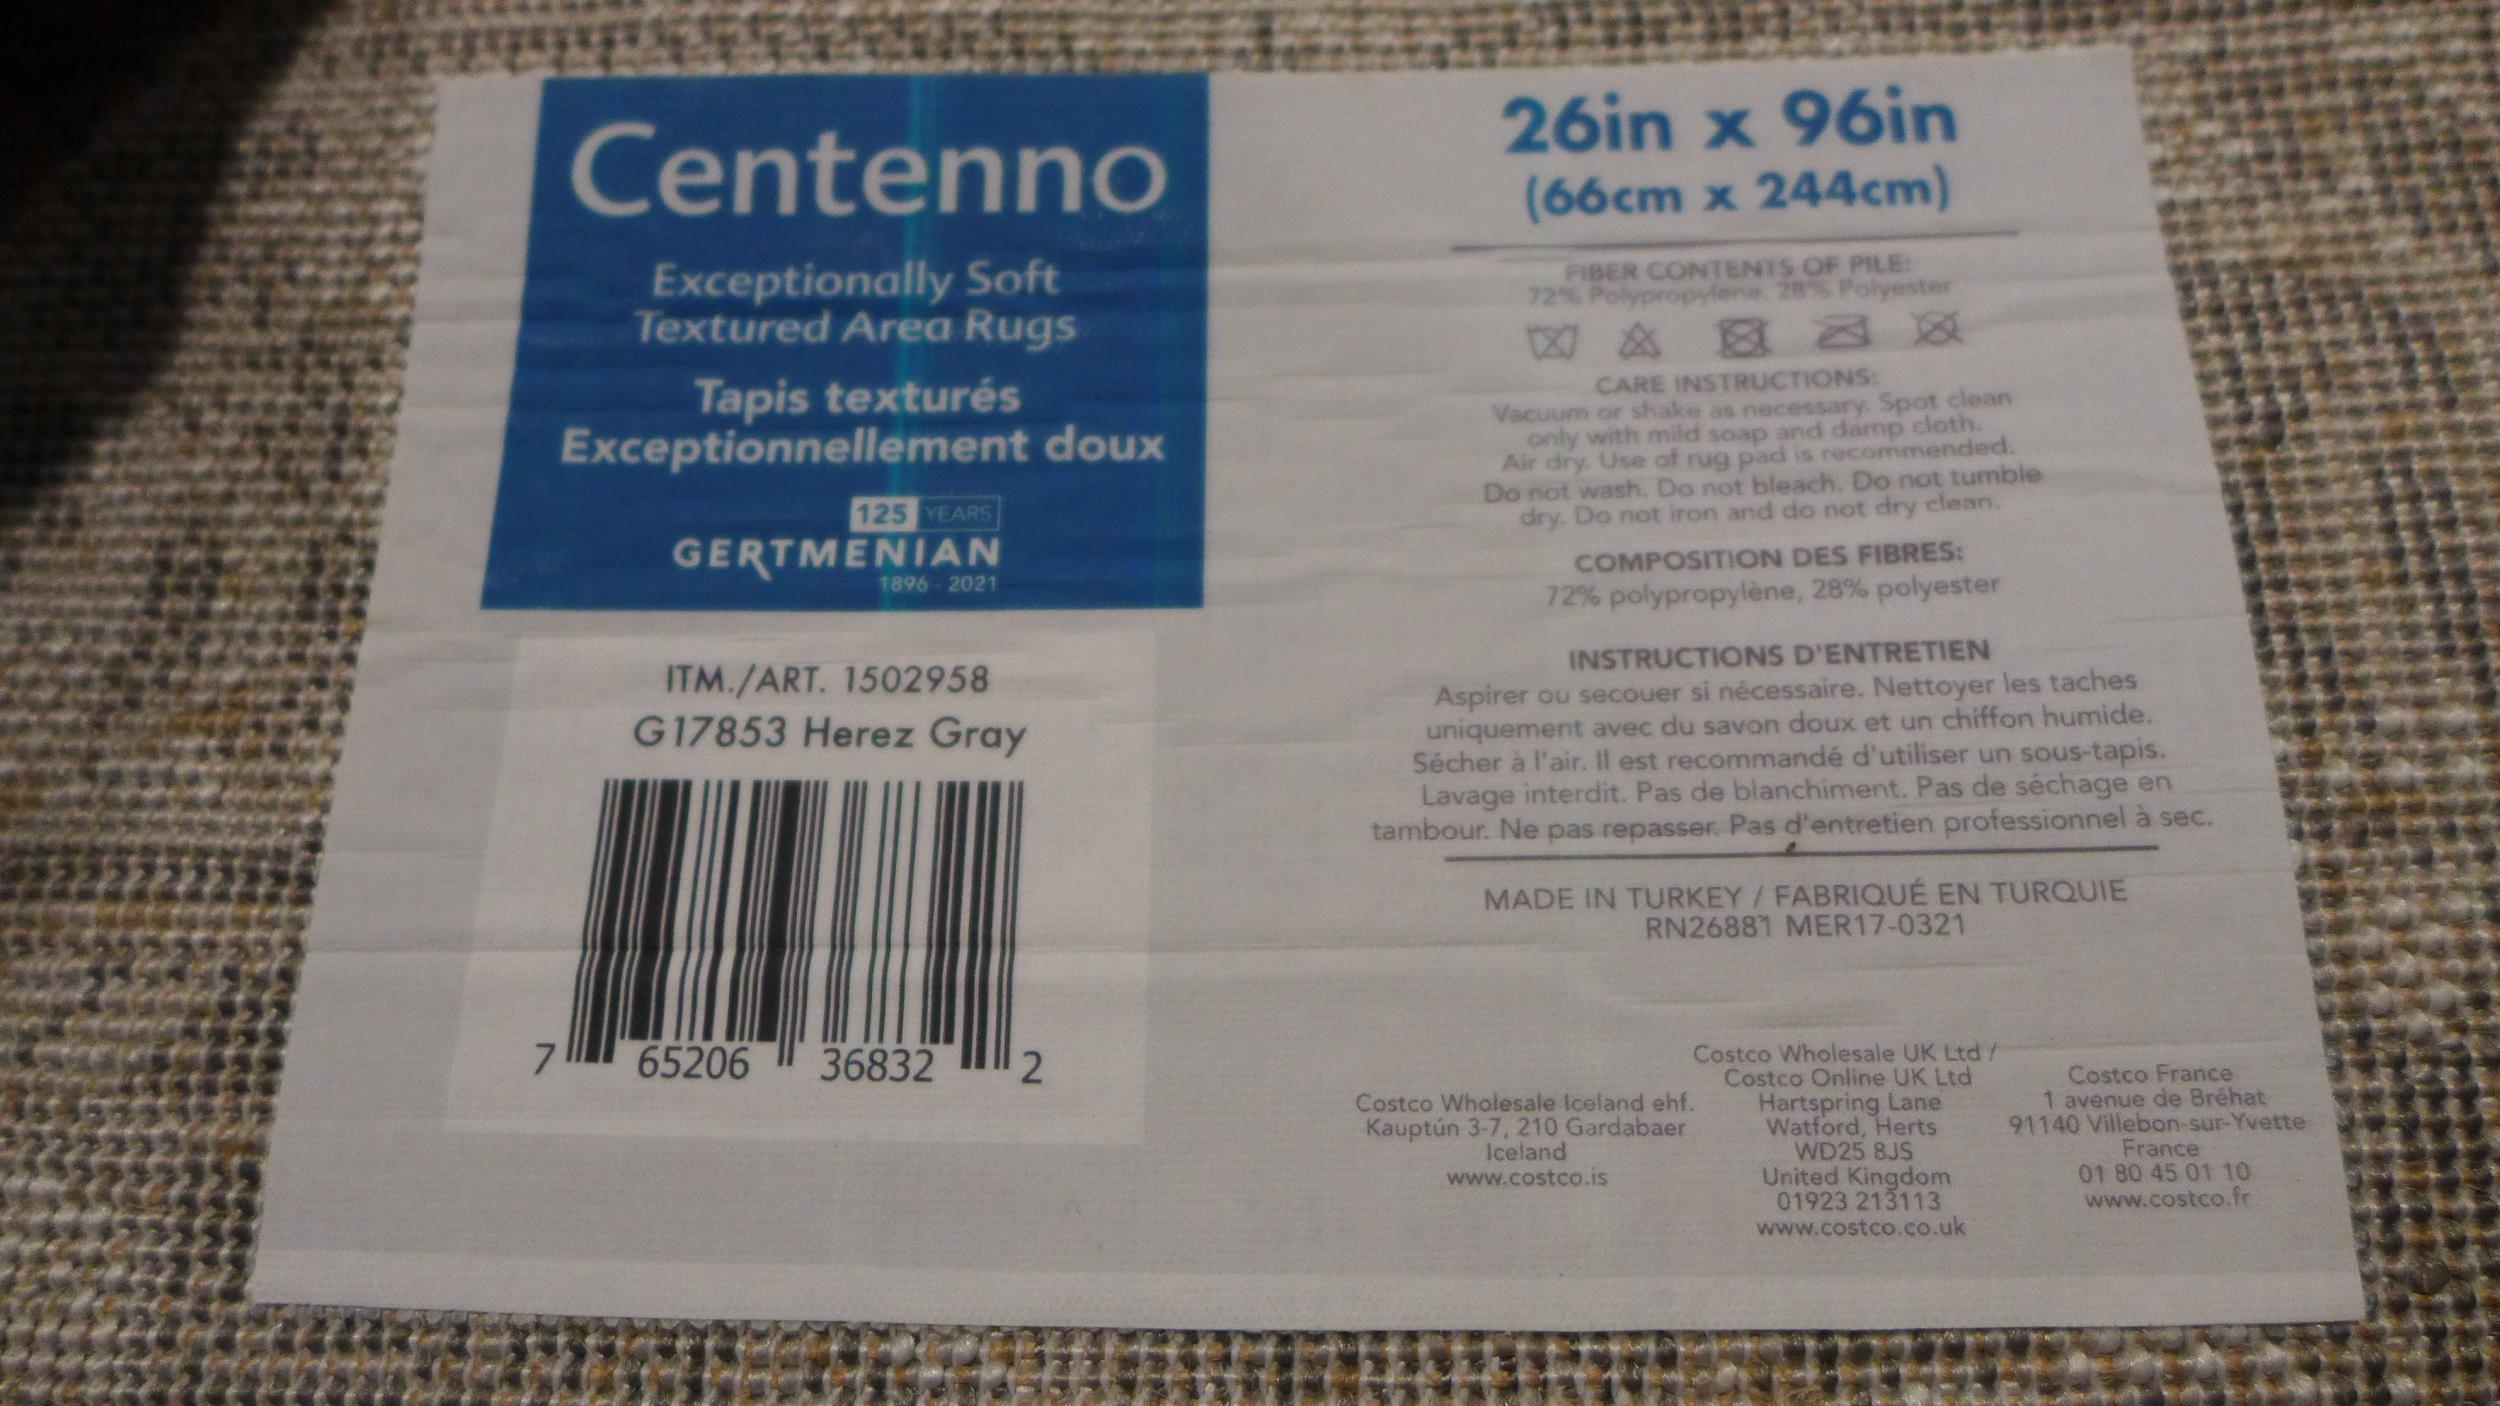 Centenno
Exceptionally Soft
Textured Area Rugs
Tapis texturés
Exceptionnellement doux
125 YEARS
GERTMENIAN
1896 - 2021
ITM./ART. 1502958
G17853 Herez Gray
7 65206 36832 2
26in x 96in
(66cm x 244cm)
FIBER CONTENTS OF PILE:
72% Polypropylene, 28% Polyester
CARE INSTRUCTIONS:
Vacuum or shake as necessary. Spot clean
only with mild soap and damp cloth.
Air dry. Use of rug pad is recommended.
Do not wash. Do not bleach. Do not tumble
dry. Do not iron and do not dry clean.
COMPOSITION DES FIBRES:
72% polypropylène, 28% polyester
INSTRUCTIONS D'ENTRETIEN
Aspirer ou secouer si nécessaire. Nettoyer les taches
uniquement avec du savon doux et un chiffon humide.
Sécher à l'air. Il est recommandé d'utiliser un sous-tapis.
Lavage interdit. Pas de blanchiment. Pas de séchage en
tambour. Ne pas repasser. Pas d'entretien professionnel à sec.
MADE IN TURKEY / FABRIQUÉ EN TURQUIE
RN26881 MER17-0321
Costco Wholesale Iceland ehf.
Kauptún 3-7, 210 Gardabaer
Iceland
www.costco.is
Costco Wholesale UK Ltd /
Costco Online UK Ltd
Hartspring Lane
Watford, Herts
WD25 8JS
United Kingdom
01923 213113
www.costco.co.uk
Costco France
1 avenue de Bréhat
91140 Villebon-sur-Yvette
France
01 80 45 01 10
www.costco.fr